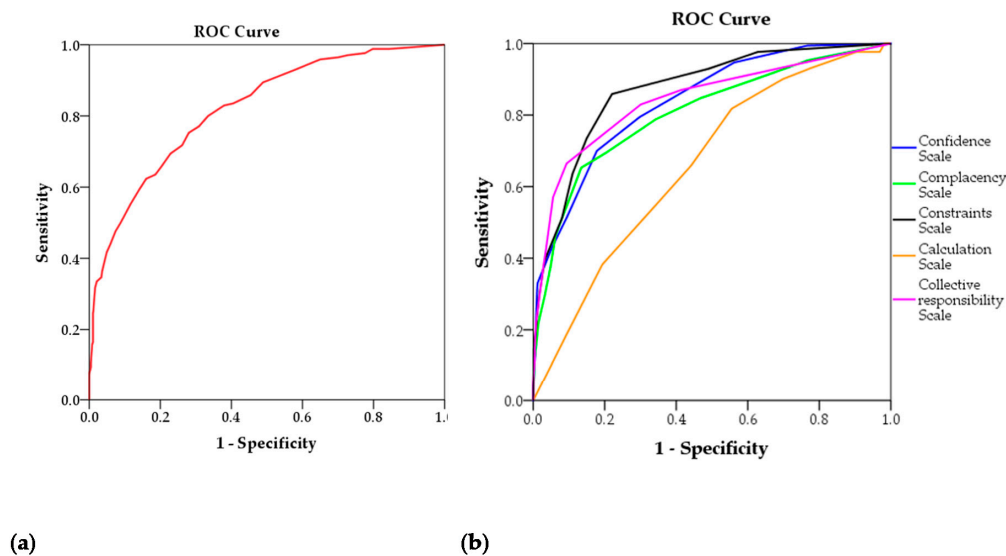 ROC Curve
1.0
0.8
0.6
0.4
0.2
0.0
Sensitivity
0.0 0.2 0.4 0.6 0.8 1.0
1 - Specificity
(a)
ROC Curve
1.0
0.8
0.6
0.4
0.2
0.0
Sensitivity
0.0 0.2 0.4 0.6 0.8 1.0
1 - Specificity
Confidence
Scale
Complacency
Scale
Constraints
Scale
Calculation
Scale
Collective
responsibility
Scale
(b)